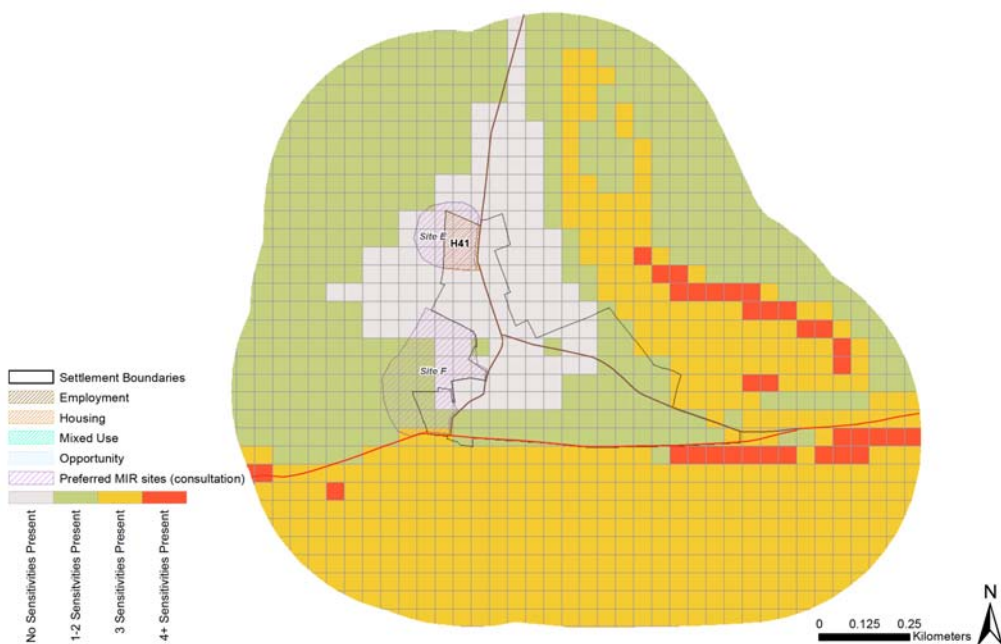 Site E
H41
Site F
Settlement Boundaries
Employment
Housing
Mixed Use
Opportunity
Preferred MIR sites (consultation)
No Sensitivities Present
1-2 Sensitvities Present
3 Sensitivities Present
4+ Sensitivities Present
N
0 0.125 0.25
Kilometers